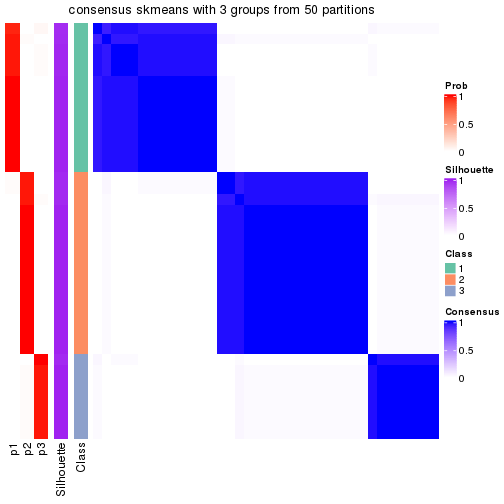 consensus skmeans with 3 groups from 50 partitions
Prob
1
0.5
0
Silhouette
1
0.5
0
Class
1
2
3
Consensus
1
0.5
0
p1
p2
p3
Silhouette
Class